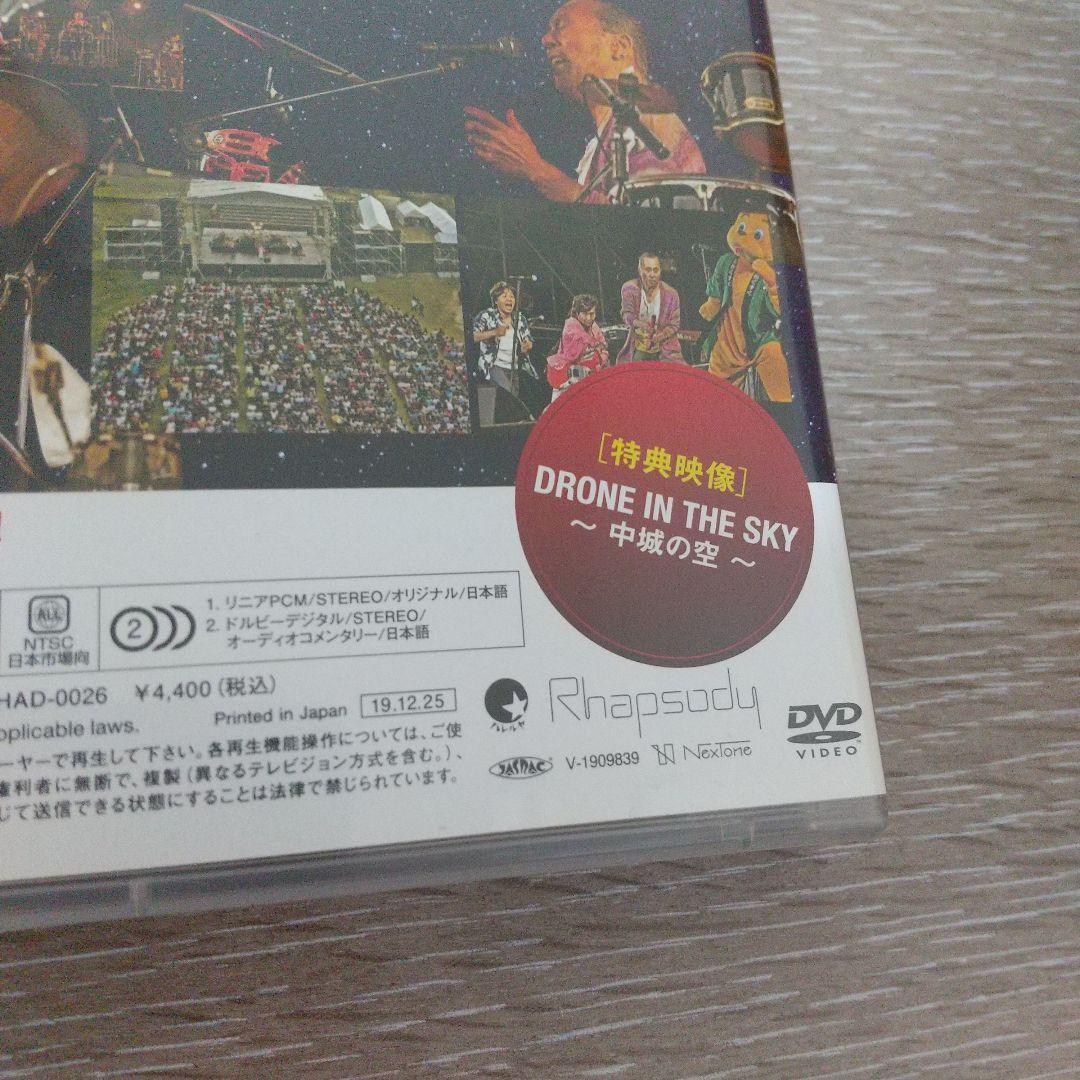 [特典映像]
DRONE IN THE SKY
～ 中城の空 ～
ALL
NTSC
日本市場向
2
1. リニアPCM/STEREO/オリジナル/日本語
2. ドルビーデジタル/STEREO/
オーディオコメンタリー/日本語
HAD-0026 ¥4,400(税込)
applicable laws. Printed in Japan 19.12.25
ーヤーで再生して下さい。各再生機能操作については、ご使
権利者に無断で、複製(異なるテレビジョン方式を含む。)、
じて送信できる状態にすることは法律で禁じられています。
ハレルヤ
Rhapsody
DVD
VIDEO
JASRAC V-1909839 NexTone